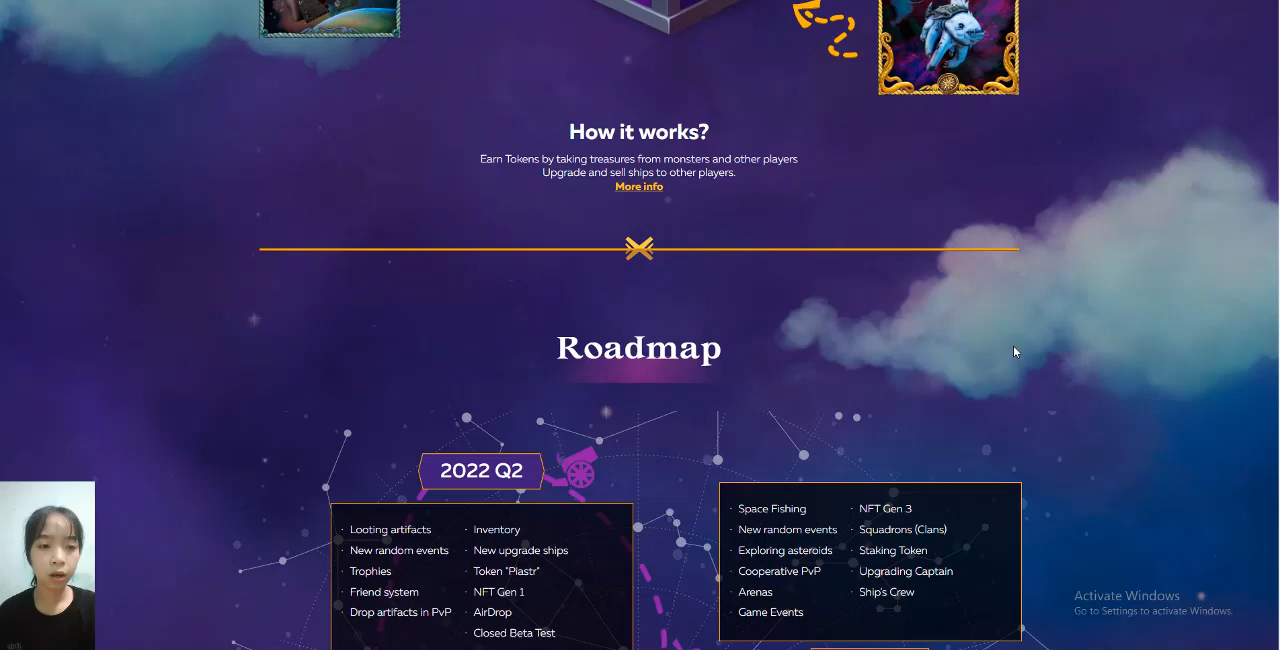 How it works?
Earn Tokens by taking treasures from monsters and other players
Upgrade and sell ships to other players.
More info
Roadmap
2022 Q2
· Looting artifacts
· New random events
· Trophies
· Friend system
· Drop artifacts in PvP
· Inventory
· New upgrade ships
· Token "Piastr"
· NFT Gen 1
· AirDrop
· Closed Beta Test
· Space Fishing
· New random events
· Exploring asteroids
· Cooperative PvP
· Arenas
· Game Events
· NFT Gen 3
· Squadrons (Clans)
· Staking Token
· Upgrading Captain
· Ship's Crew
Activate Windows
Go to Settings to activate Windows.